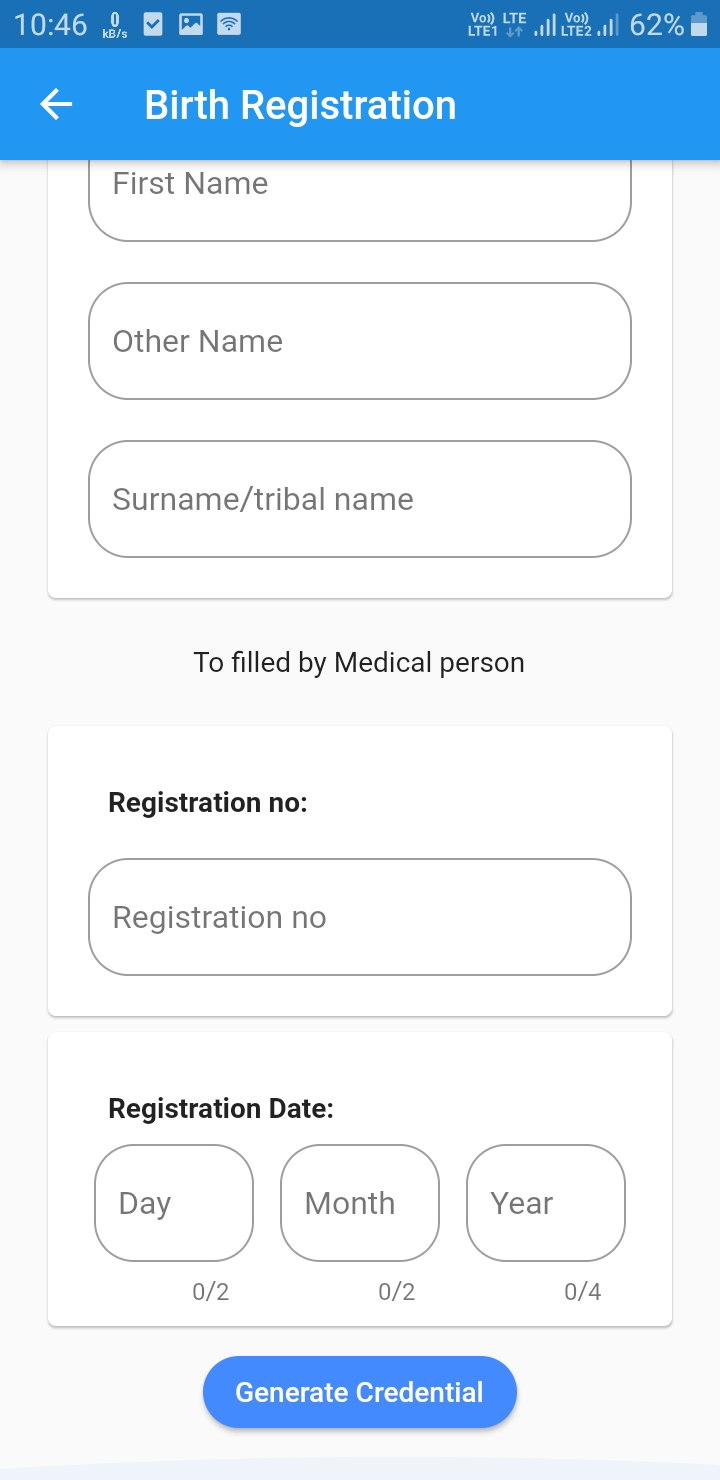 10:46 0 kB/s Vo)) LTE LTE1 Vo)) LTE2 62%
Birth Registration
First Name
Other Name
Surname/tribal name
To filled by Medical person
Registration no:
Registration no
Registration Date:
Day Month Year
0/2 0/2 0/4
Generate Credential